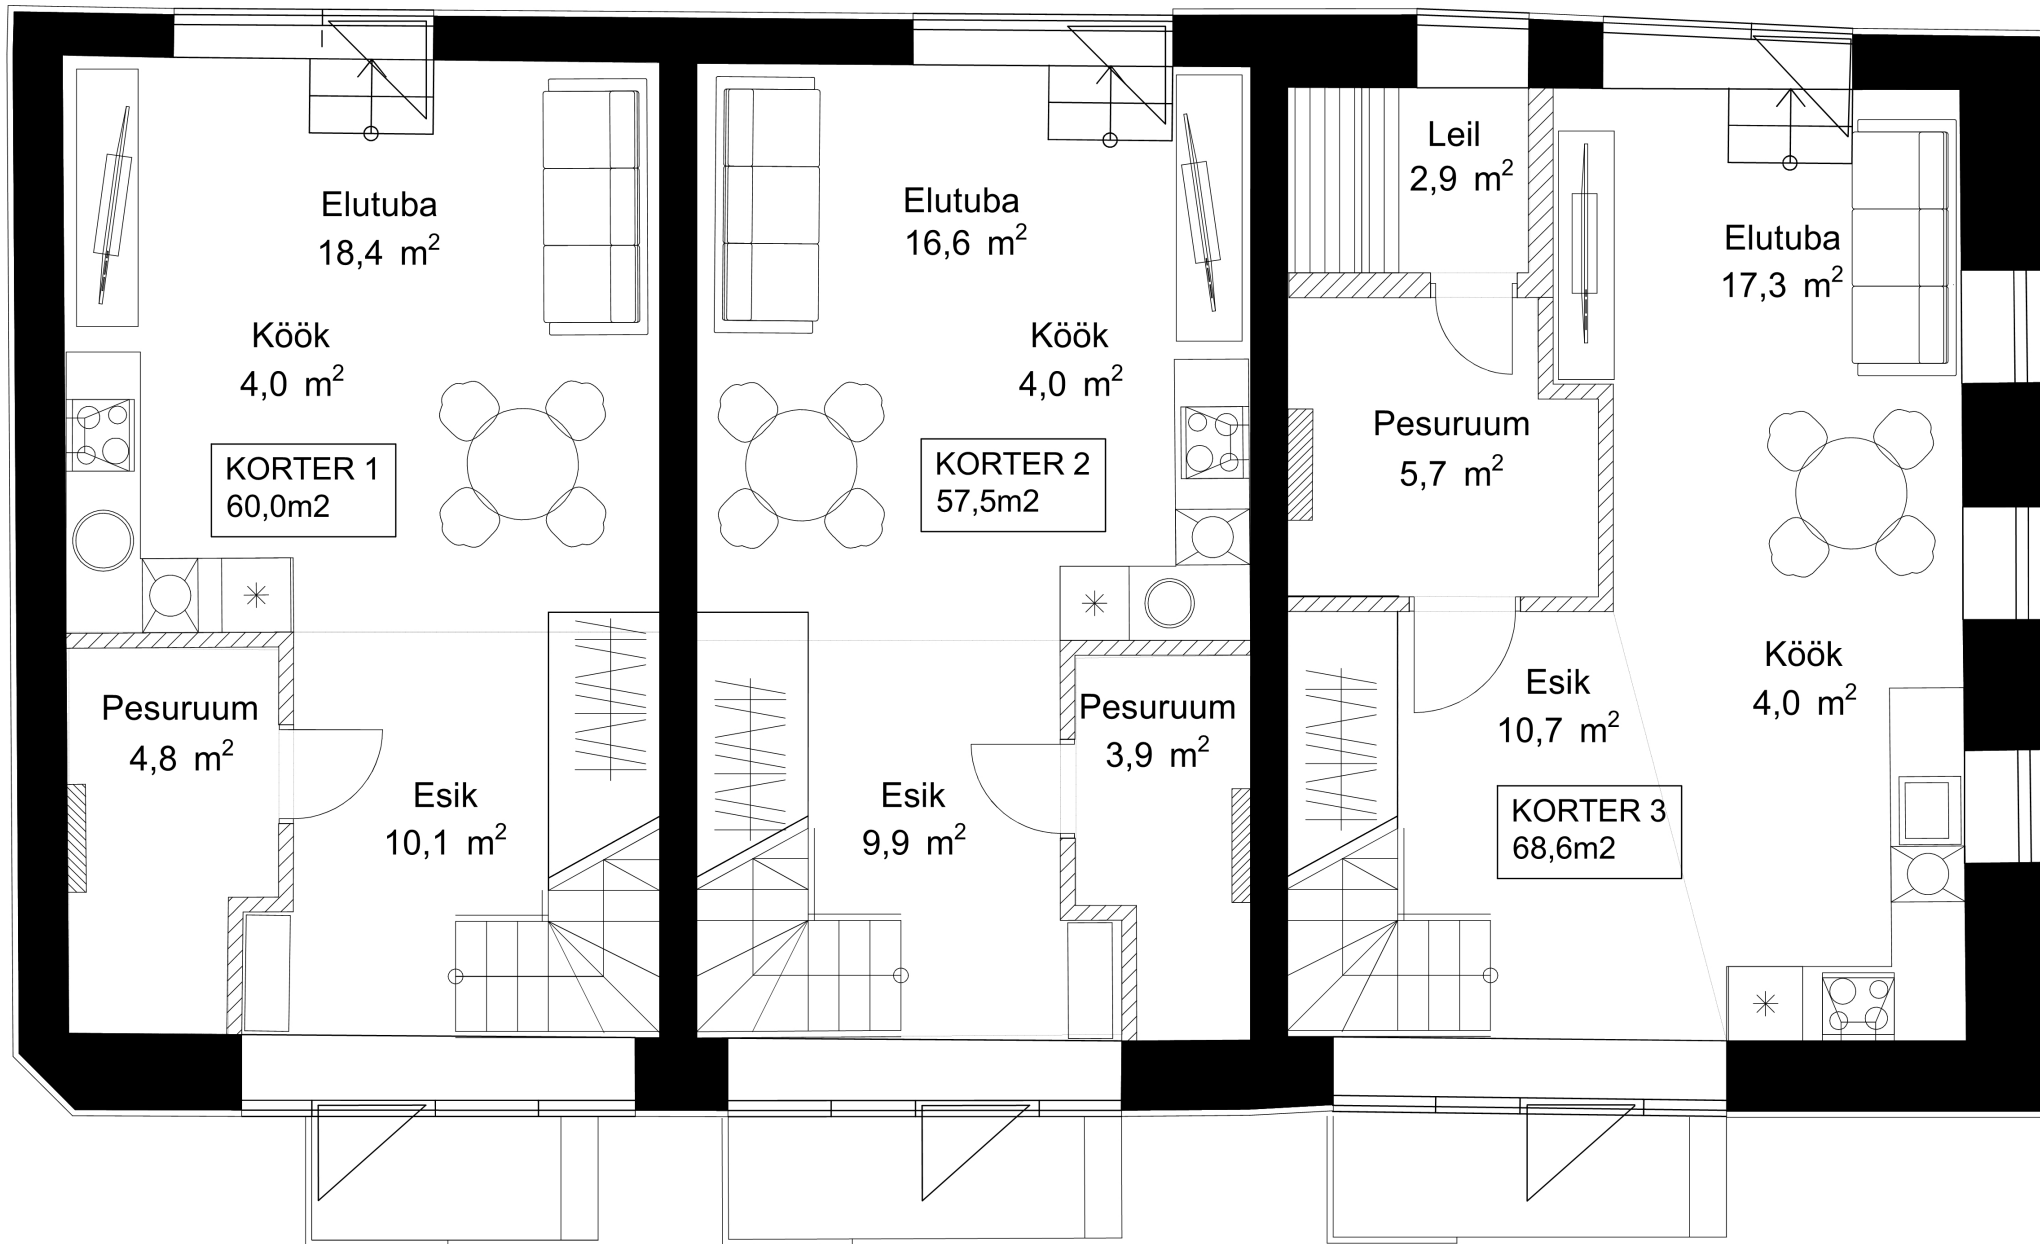 Elutuba
18,4 m²
Köök
4,0 m²
KORTER 1
60,0m2
Pesuruum
4,8 m²
Esik
10,1 m²
Elutuba
16,6 m²
Köök
4,0 m²
KORTER 2
57,5m2
Pesuruum
3,9 m²
Esik
9,9 m²
Leil
2,9 m²
Elutuba
17,3 m²
Pesuruum
5,7 m²
Köök
4,0 m²
Esik
10,7 m²
KORTER 3
68,6m2